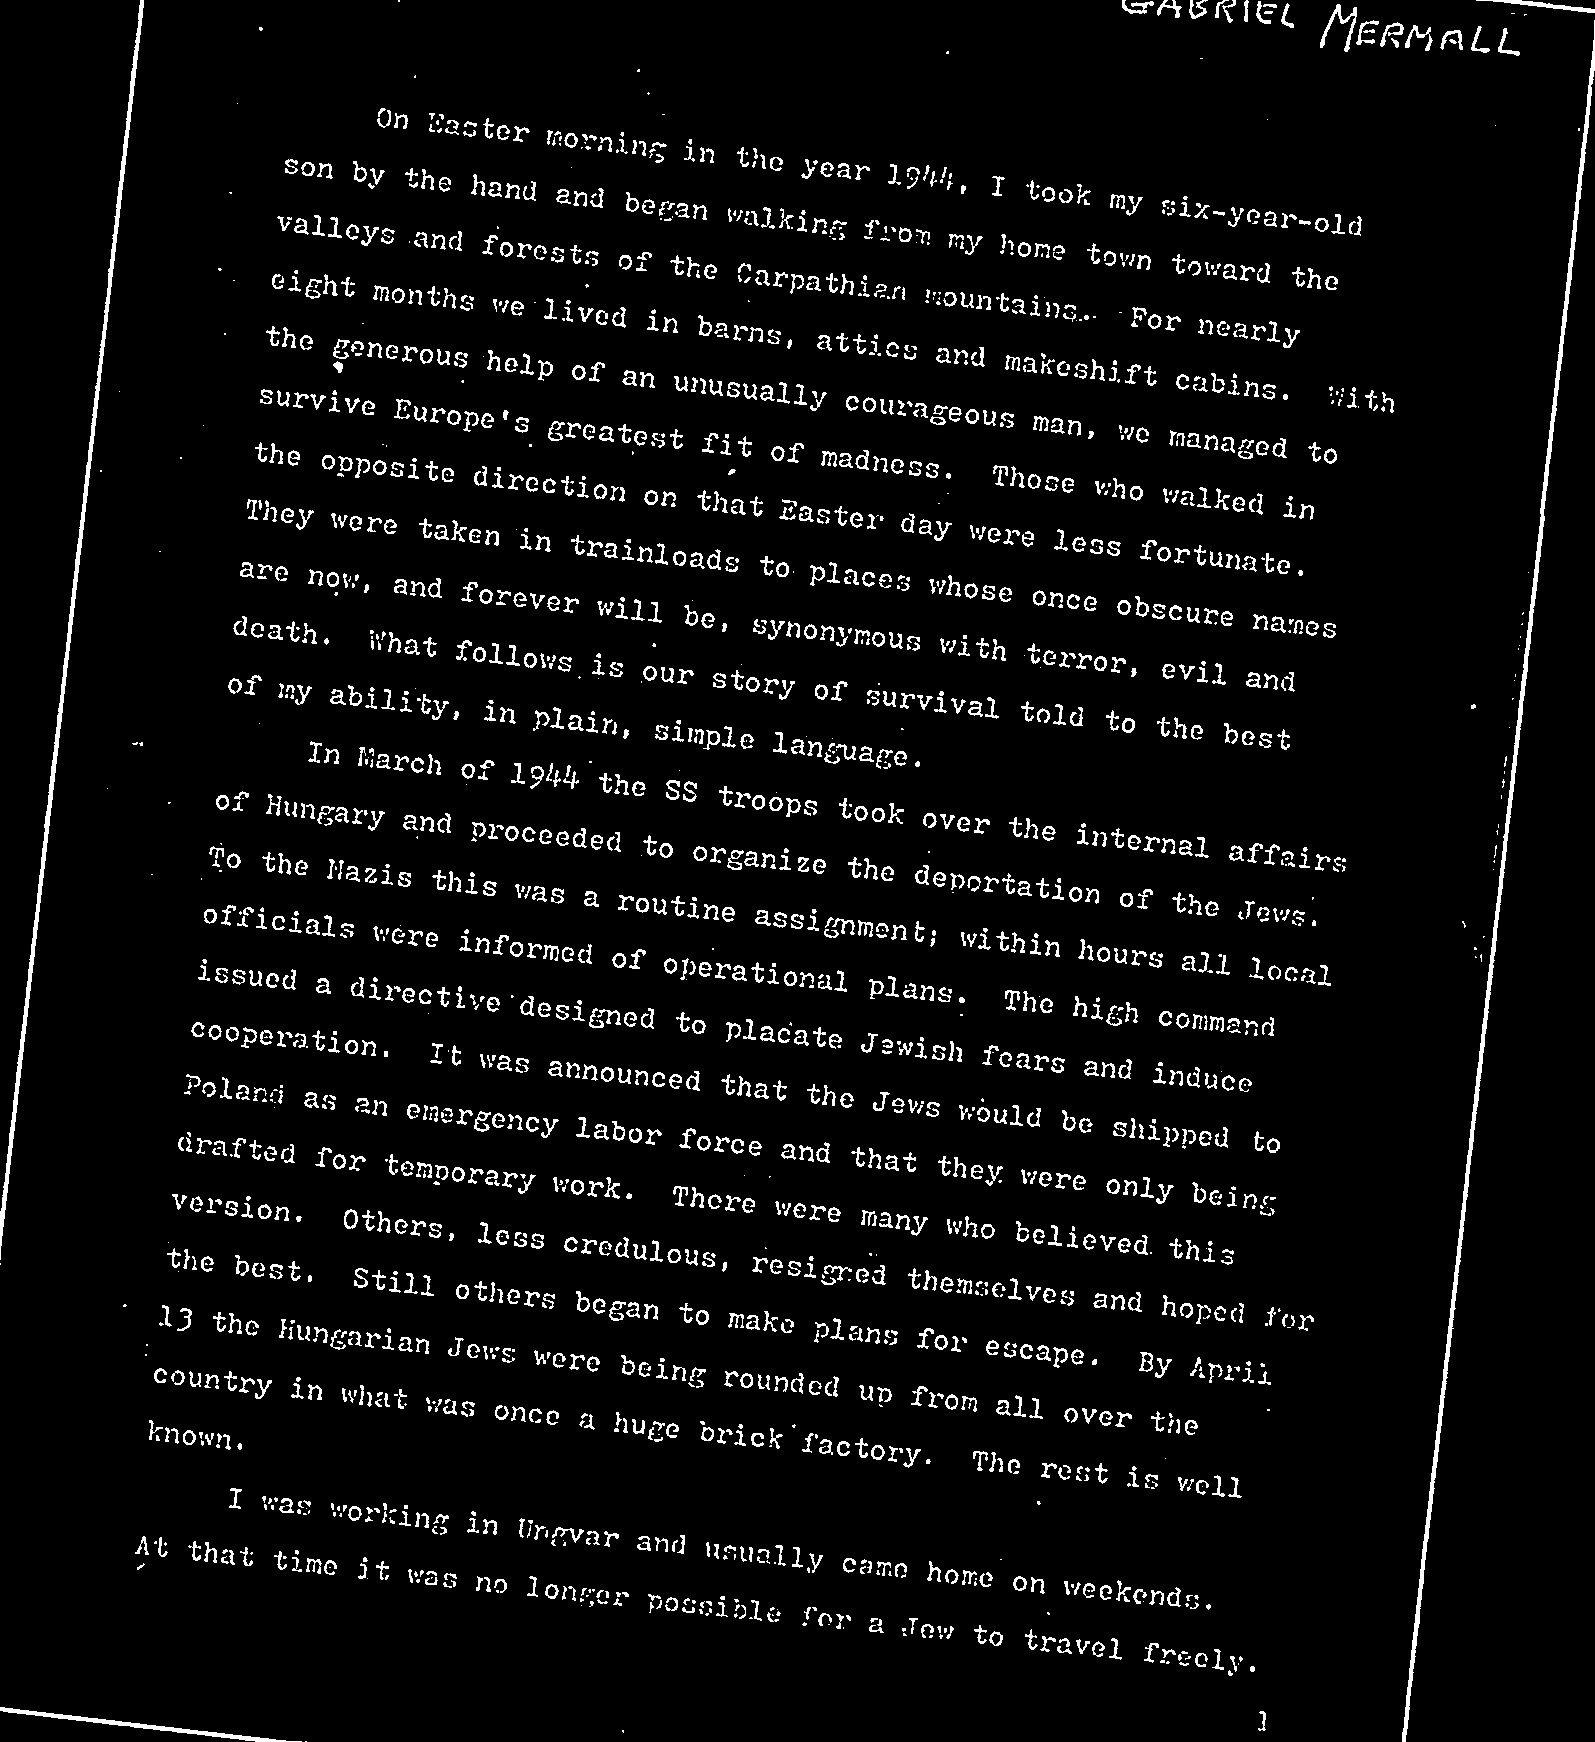 GABRIEL MERMALL
On Easter morning in the year 1944, I took my six-year-old
son by the hand and began walking from my home town toward the
valleys and forests of the Carpathian mountains. For nearly
eight months we lived in barns, attics and makeshift cabins. With
the generous help of an unusually courageous man, we managed to
survive Europe's greatest fit of madness. Those who walked in
the opposite direction on that Easter day were less fortunate.
They were taken in trainloads to places whose once obscure names
are now, and forever will be, synonymous with terror, evil and
death. What follows is our story of survival told to the best
of my ability, in plain, simple language.
In March of 1944 the SS troops took over the internal affairs
of Hungary and proceeded to organize the deportation of the Jews.
To the Nazis this was a routine assignment; within hours all local
officials were informed of operational plans. The high command
issued a directive designed to placate Jewish fears and induce
cooperation. It was announced that the Jews would be shipped to
Poland as an emergency labor force and that they were only being
drafted for temporary work. There were many who believed this
version. Others, less credulous, resigned themselves and hoped for
the best. Still others began to make plans for escape. By April
13 the Hungarian Jews were being rounded up from all over the
country in what was once a huge brick factory. The rest is well
known.
I was working in Ungvar and usually came home on weekends.
At that time it was no longer possible for a Jew to travel freely.
1